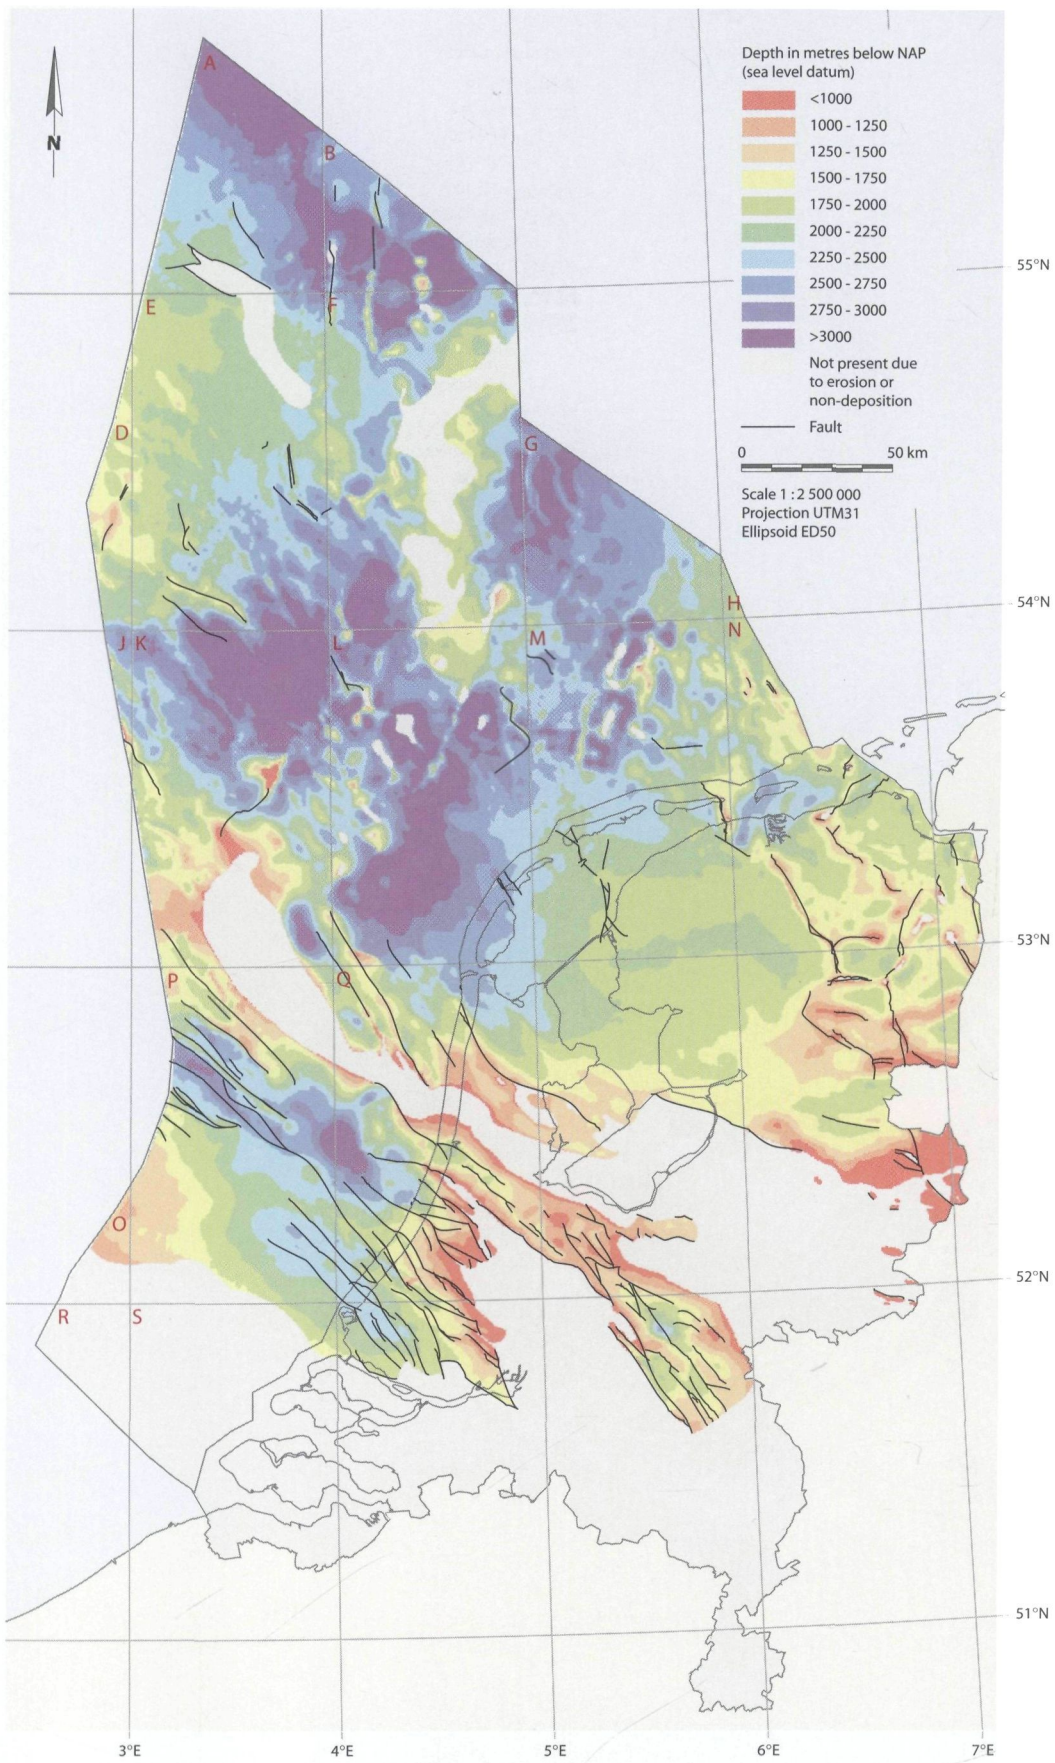 Depth in metres below NAP
(sea level datum)
<1000
1000 - 1250
1250 - 1500
1500 - 1750
1750 - 2000
2000 - 2250
2250 - 2500
2500 - 2750
2750 - 3000
>3000
Not present due
to erosion or
non-deposition
Fault
0 50 km
Scale 1 : 2 500 000
Projection UTM31
Ellipsoid ED50
N
A
B
55°N
E
F
D
G
54°N
H
J K
L
M
N
53°N
P
Q
O
52°N
R
S
51°N
3°E 4°E 5°E 6°E 7°E